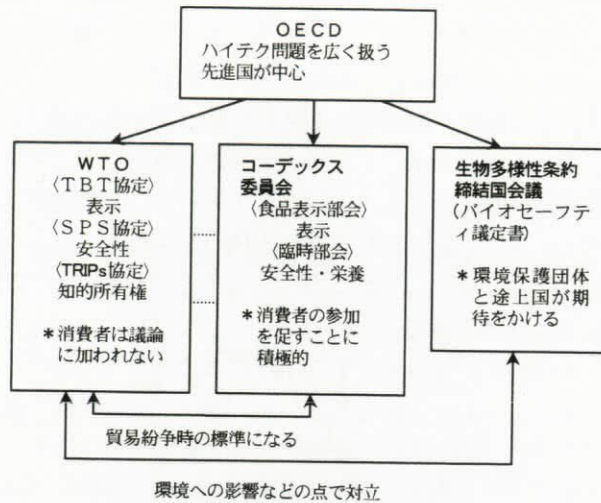 ＯＥＣＤ
ハイテク問題を広く扱う
先進国が中心
ＷＴＯ
〈ＴＢＴ協定〉
表示
〈ＳＰＳ協定〉
安全性
〈TRIPs協定〉
知的所有権
＊消費者は議論
に加われない
コーデックス
委員会
〈食品表示部会〉
表示
〈臨時部会〉
安全性・栄養
＊消費者の参加
を促すことに
積極的
生物多様性条約
締結国会議
(バイオセーフテ
ィ議定書)
＊環境保護団体
と途上国が期
待をかける
貿易紛争時の標準になる
環境への影響などの点で対立